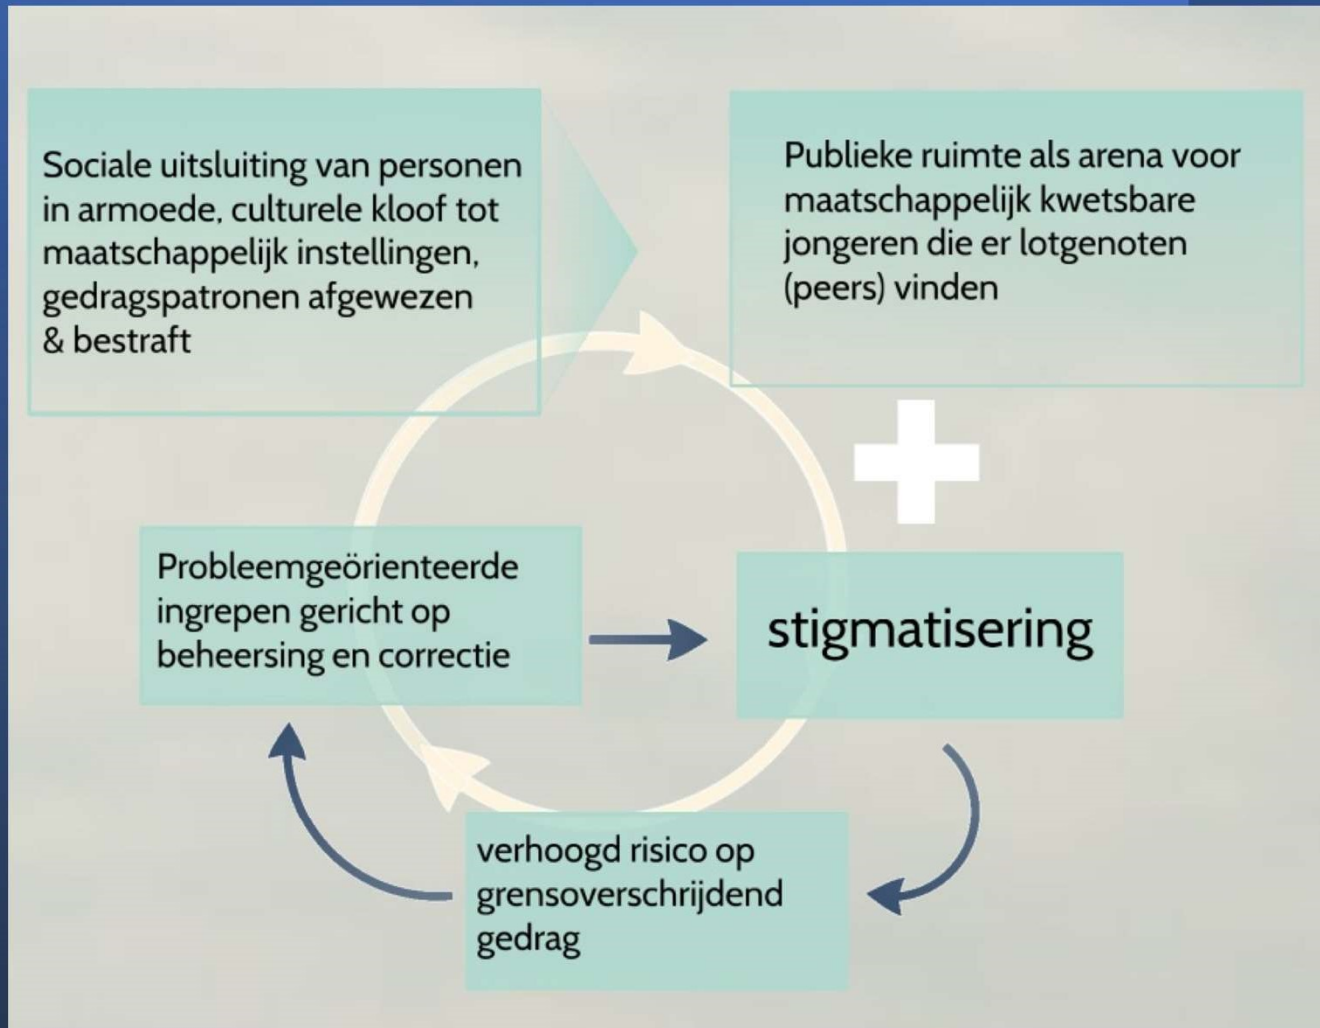 Sociale uitsluiting van personen
in armoede, culturele kloof tot
maatschappelijk instellingen,
gedragspatronen afgewezen
& bestraft
Publieke ruimte als arena voor
maatschappelijk kwetsbare
jongeren die er lotgenoten
(peers) vinden
Probleemgeörienteerde
ingrepen gericht op
beheersing en correctie
stigmatisering
verhoogd risico op
grensoverschrijdend
gedrag